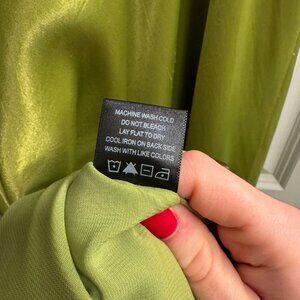 MACHINE WASH COLD
DO NOT BLEACH
LAY FLAT TO DRY
COOL IRON ON BACK SIDE
WASH WITH LIKE COLORS